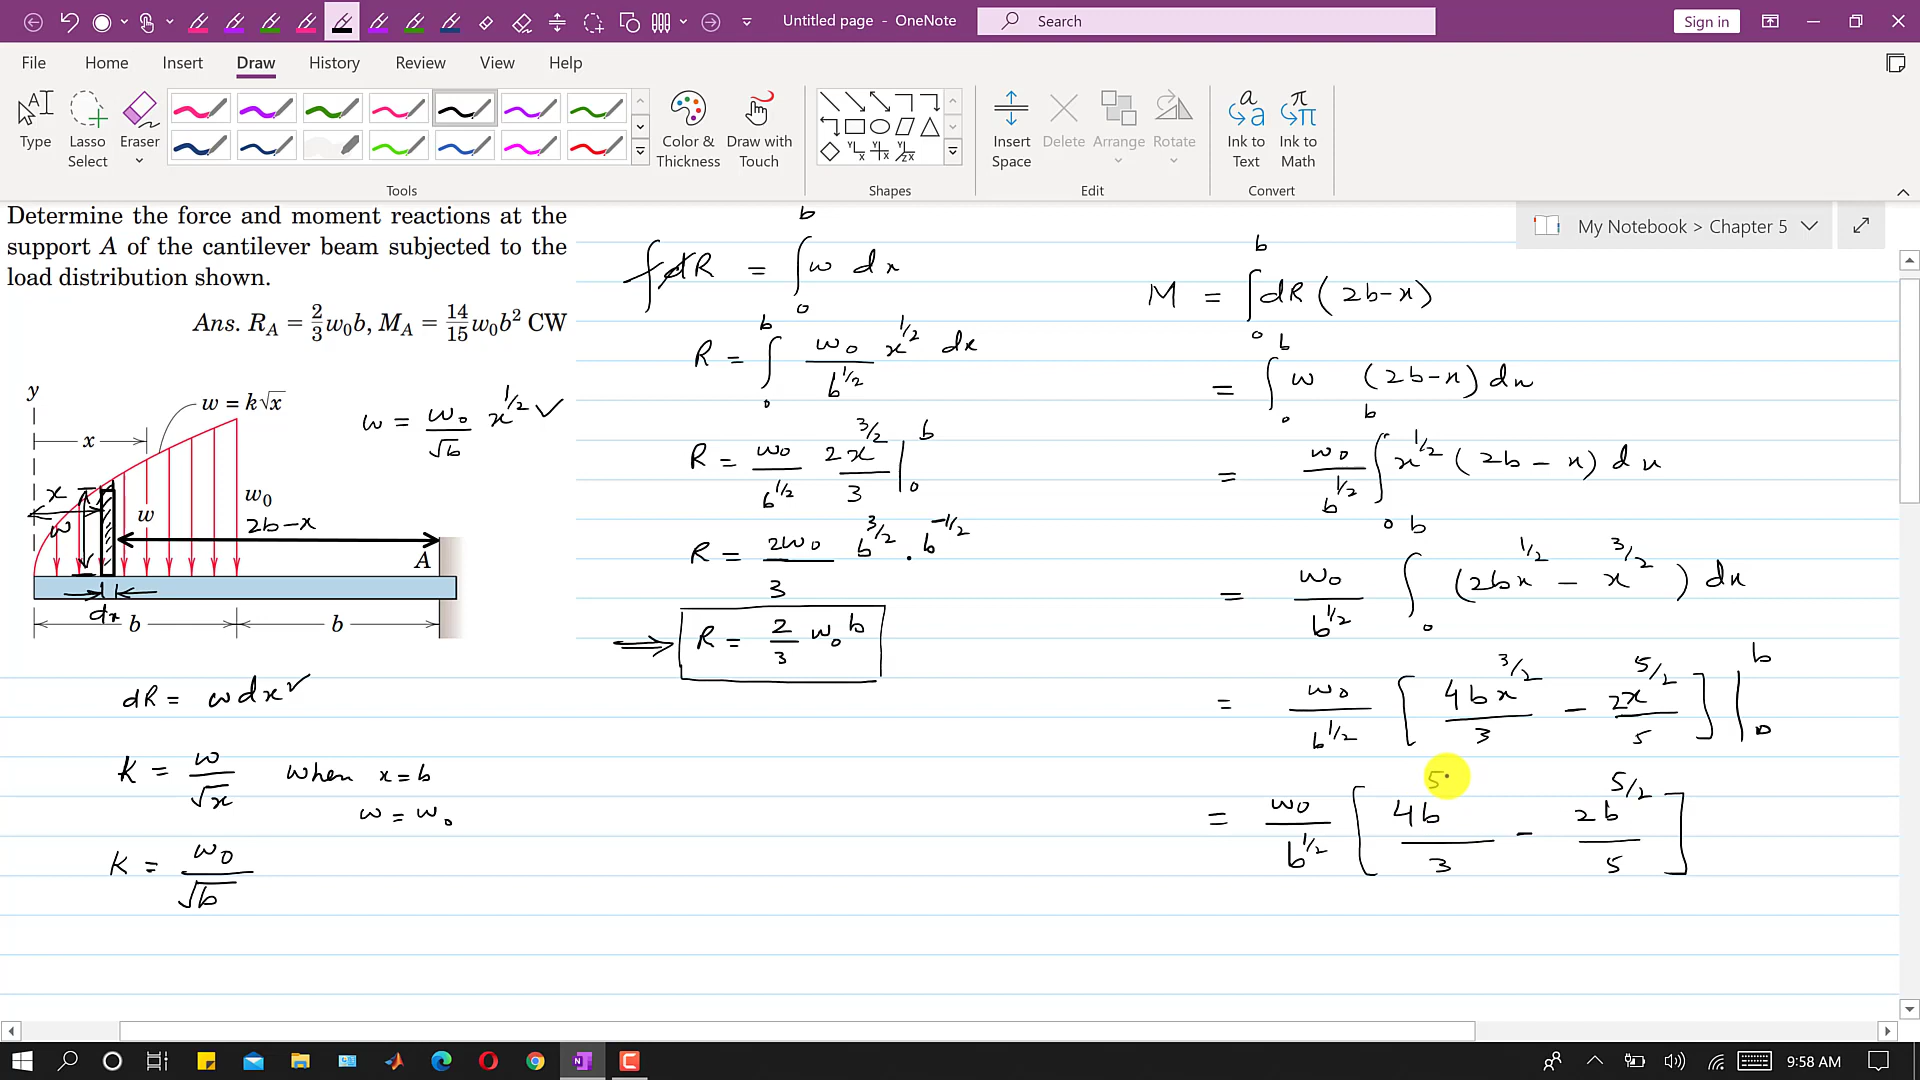 Untitled page - OneNote
Search
Sign in
File Home Insert Draw History Review View Help
Type
Lasso Select
Eraser
Color & Thickness
Draw with Touch
Insert Space
Delete
Arrange
Rotate
Ink to Text
Ink to Math
Tools
Shapes
Edit
Convert
My Notebook > Chapter 5
Determine the force and moment reactions at the
support A of the cantilever beam subjected to the
load distribution shown.
Ans. R_A = 2/3 w_0b, M_A = 14/15 w_0b² CW
y
w = k√x
x
w = w₀/√b x^1/2 ✓
x
w
w
w₀
2b-x
A
dx
b
b
dR = wdx ✓
K = w/√x when x = b
w = w₀
K = w₀/√b
∫dR = ∫₀^b w dx
R = ∫₀^b w₀/b^1/2 x^1/2 dx
R = w₀/b^1/2 2x^3/2/3 |₀^b
R = 2w₀/3 b^3/2 · b^-1/2
⟹ R = 2/3 w₀b
M = ∫₀^b dR (2b-x)
= ∫₀^b w (2b-x) dx
= w₀/b^1/2 ∫₀^b x^1/2 (2b - x) dx
= w₀/b^1/2 ∫₀^b (2bx^1/2 - x^3/2) dx
= w₀/b^1/2 [4bx^3/2/3 - 2x^5/2/5] |₀^b
= w₀/b^1/2 [4b^5/3 - 2b^5/2/5]
9:58 AM